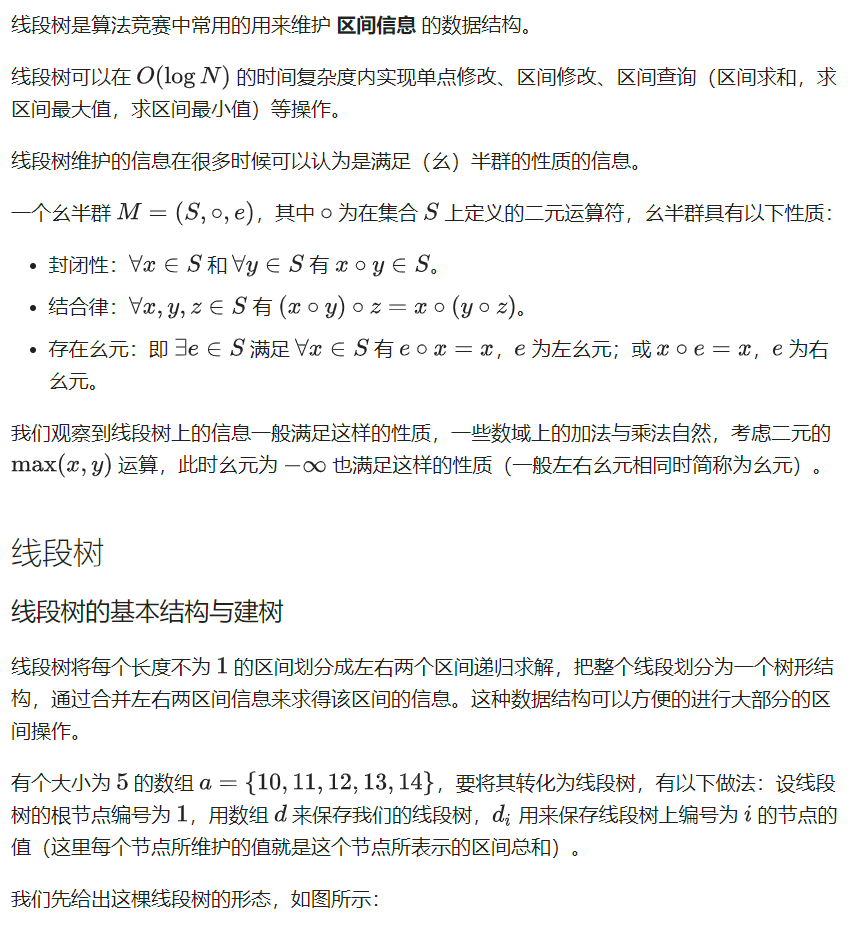 线段树是算法竞赛中常用的用来维护 区间信息 的数据结构。
线段树可以在 O(log N) 的时间复杂度内实现单点修改、区间修改、区间查询（区间求和，求
区间最大值，求区间最小值）等操作。
线段树维护的信息在很多时候可以认为是满足（幺）半群的性质的信息。
一个幺半群 M = (S, ∘, e)，其中 ∘ 为在集合 S 上定义的二元运算符，幺半群具有以下性质：
• 封闭性：∀x ∈ S 和 ∀y ∈ S 有 x ∘ y ∈ S。
• 结合律：∀x, y, z ∈ S 有 (x ∘ y) ∘ z = x ∘ (y ∘ z)。
• 存在幺元：即 ∃e ∈ S 满足 ∀x ∈ S 有 e ∘ x = x，e 为左幺元；或 x ∘ e = x，e 为右
幺元。
我们观察到线段树上的信息一般满足这样的性质，一些数域上的加法与乘法自然，考虑二元的
max(x, y) 运算，此时幺元为 −∞ 也满足这样的性质（一般左右幺元相同时简称为幺元）。
线段树
线段树的基本结构与建树
线段树将每个长度不为 1 的区间划分成左右两个区间递归求解，把整个线段划分为一个树形结
构，通过合并左右两区间信息来求得该区间的信息。这种数据结构可以方便的进行大部分的区
间操作。
有个大小为 5 的数组 a = {10, 11, 12, 13, 14}，要将其转化为线段树，有以下做法：设线段
树的根节点编号为 1，用数组 d 来保存我们的线段树，dᵢ 用来保存线段树上编号为 i 的节点的
值（这里每个节点所维护的值就是这个节点所表示的区间总和）。
我们先给出这棵线段树的形态，如图所示：